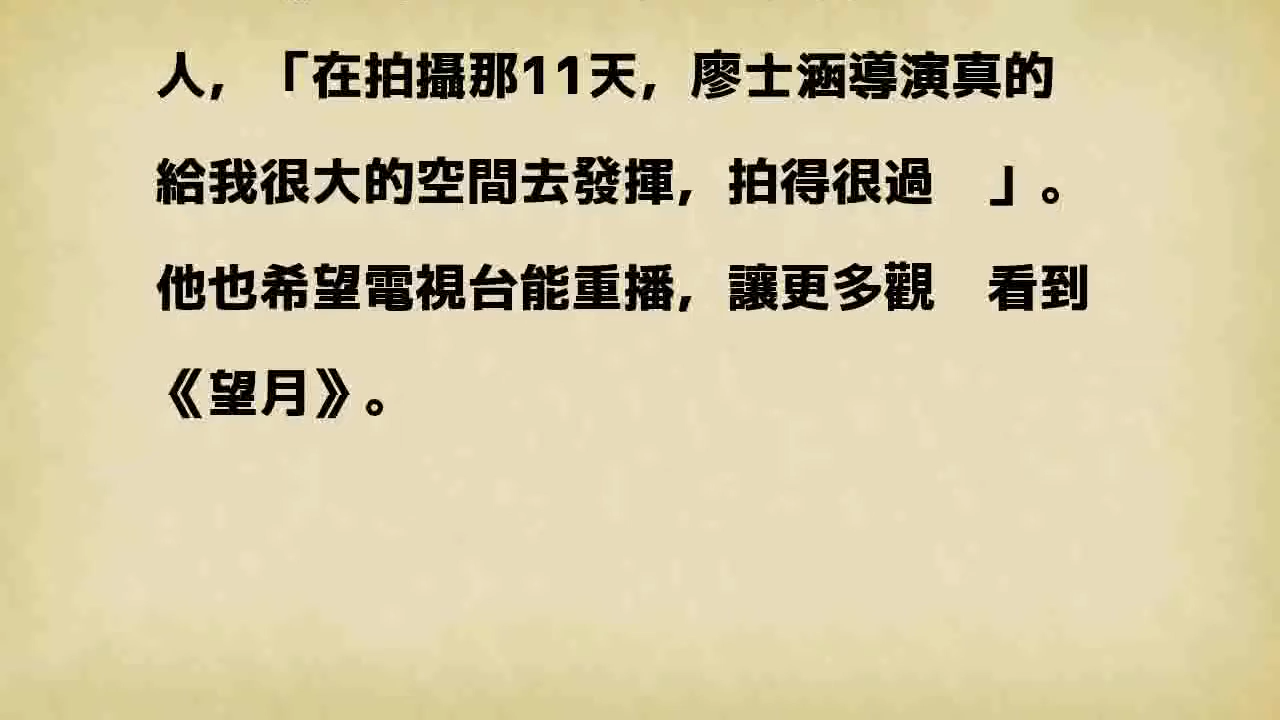 人，「在拍攝那11天，廖士涵導演真的
給我很大的空間去發揮，拍得很過　」。
他也希望電視台能重播，讓更多觀　看到
《望月》。